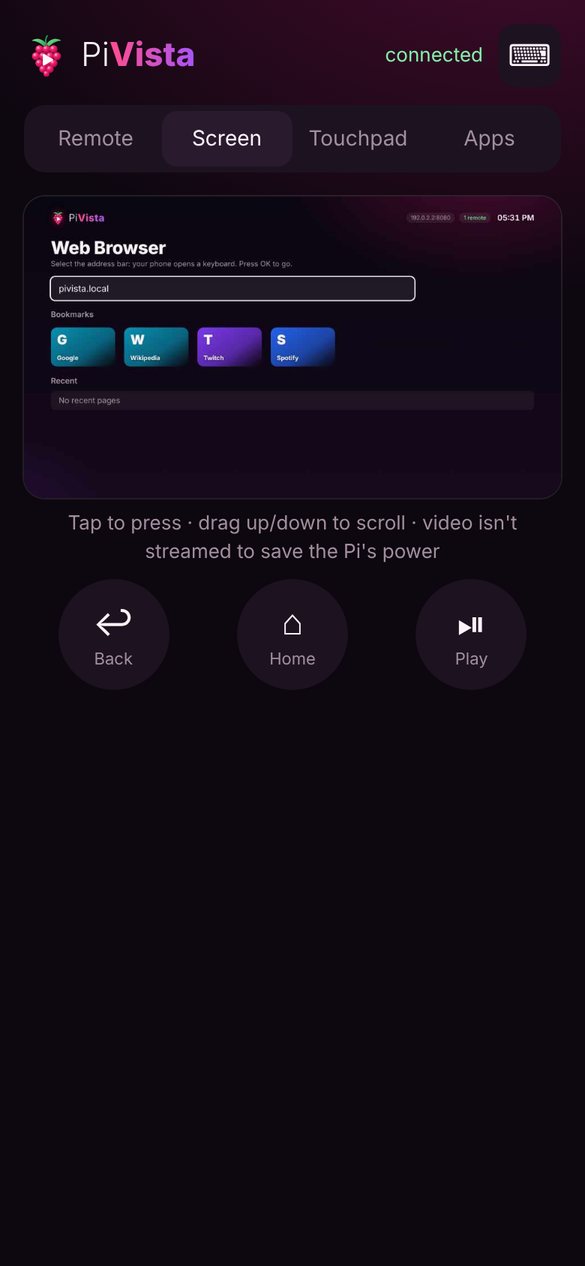 PiVista
connected
Remote
Screen
Touchpad
Apps
PiVista
192.0.2.2:8080
1 remote
05:31 PM
Web Browser
Select the address bar: your phone opens a keyboard. Press OK to go.
pivista.local
Bookmarks
G
Google
W
Wikipedia
T
Twitch
S
Spotify
Recent
No recent pages
Tap to press · drag up/down to scroll · video isn't
streamed to save the Pi's power
Back
Home
Play